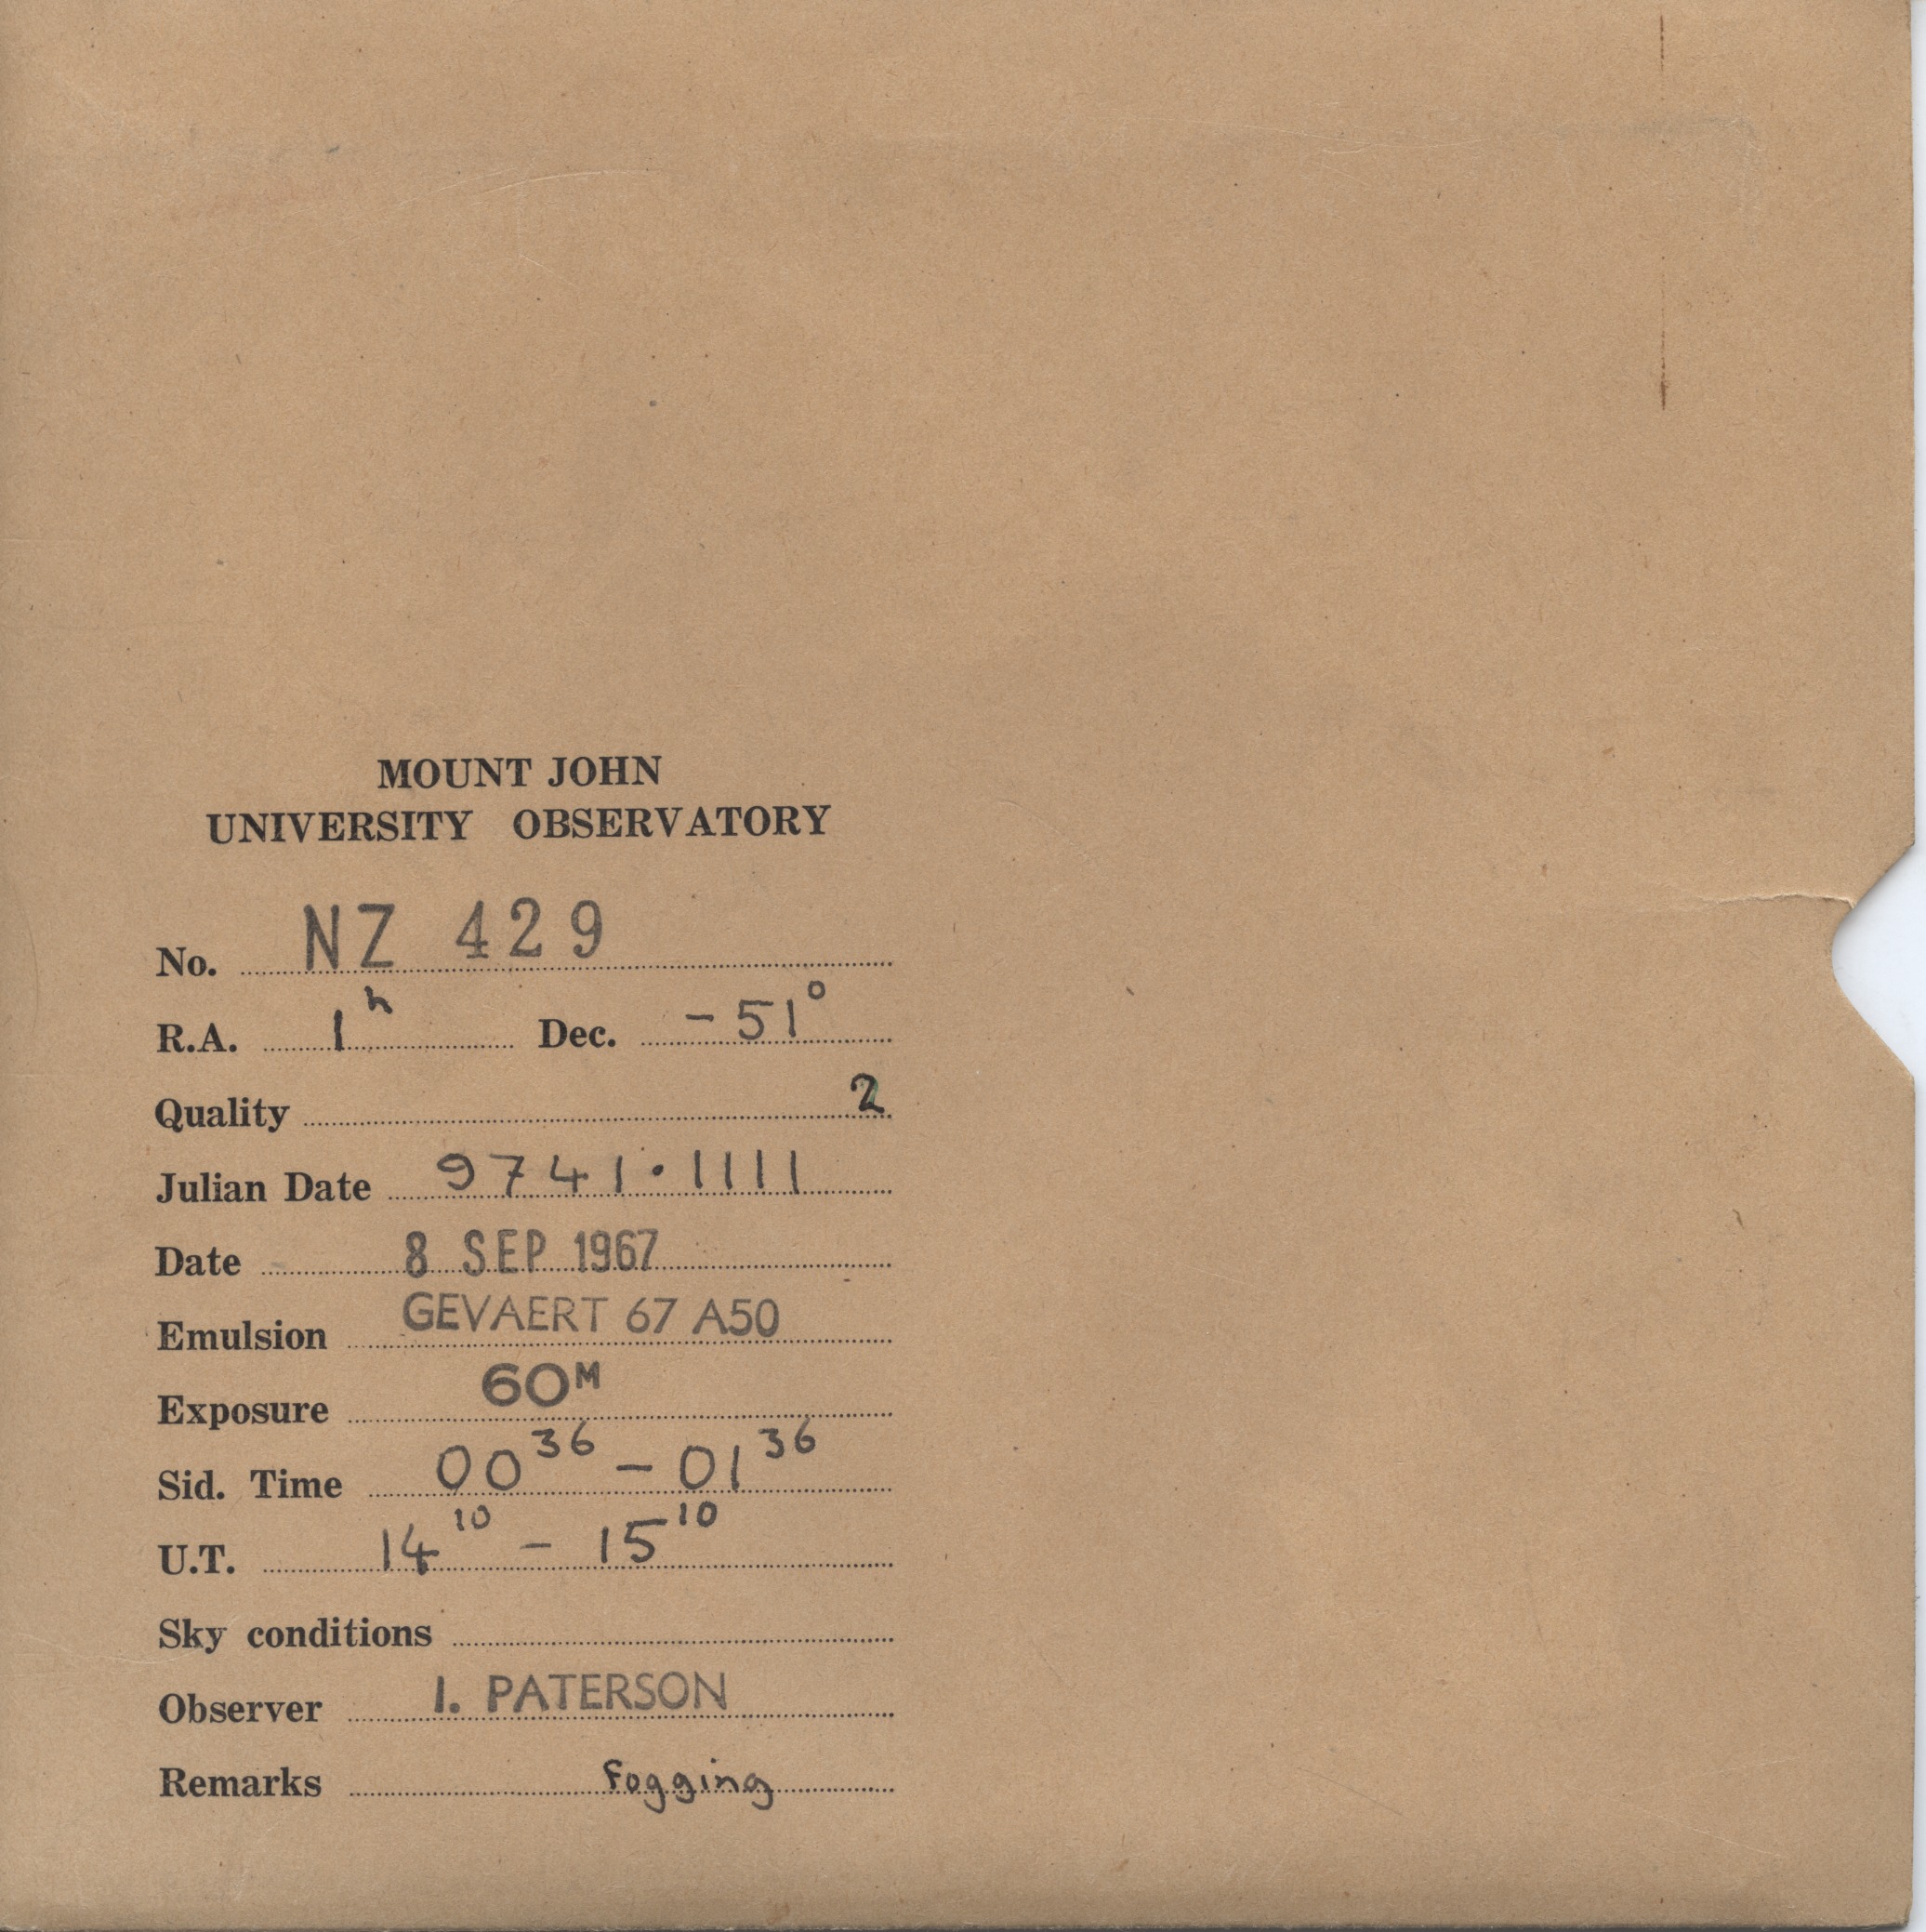 MOUNT JOHN
UNIVERSITY OBSERVATORY
No. NZ 429
R.A. 1h Dec. -51°
Quality 2
Julian Date 9741.1111
Date 8 SEP 1967
Emulsion GEVAERT 67 A50
Exposure 60M
Sid. Time 00 36 - 01 36
U.T. 14 10 - 15 10
Sky conditions
Observer I. PATERSON
Remarks fogging